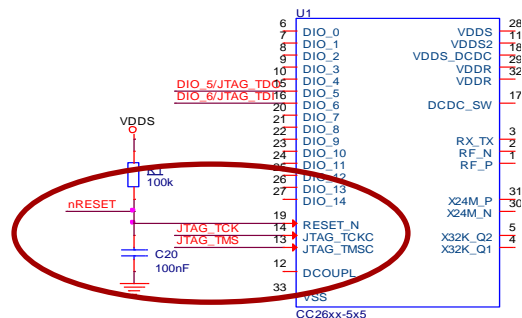 U1
6 DIO_0 VDDS 28
7 DIO_1 VDDS2 11
8 DIO_2 VDDS_DCDC 18
9 DIO_3 VDDR 29
10 DIO_4 VDDR 32
DIO_5/JTAG_TDO 15 DIO_5
DIO_6/JTAG_TDI 16 DIO_6 DCDC_SW 17
20 DIO_7
21 DIO_8
VDDS 22 DIO_9 RX_TX 3
23 DIO_10 RF_N 2
24 DIO_11 RF_P 1
R1 25 DIO_12
100k 26 DIO_13
27 DIO_14 X24M_P 31
nRESET X24M_N 30
19 RESET_N
JTAG_TCK 14 JTAG_TCKC X32K_Q2 5
JTAG_TMS 13 JTAG_TMSC X32K_Q1 4
C20
100nF 12 DCOUPL
33 VSS
CC26xx-5x5